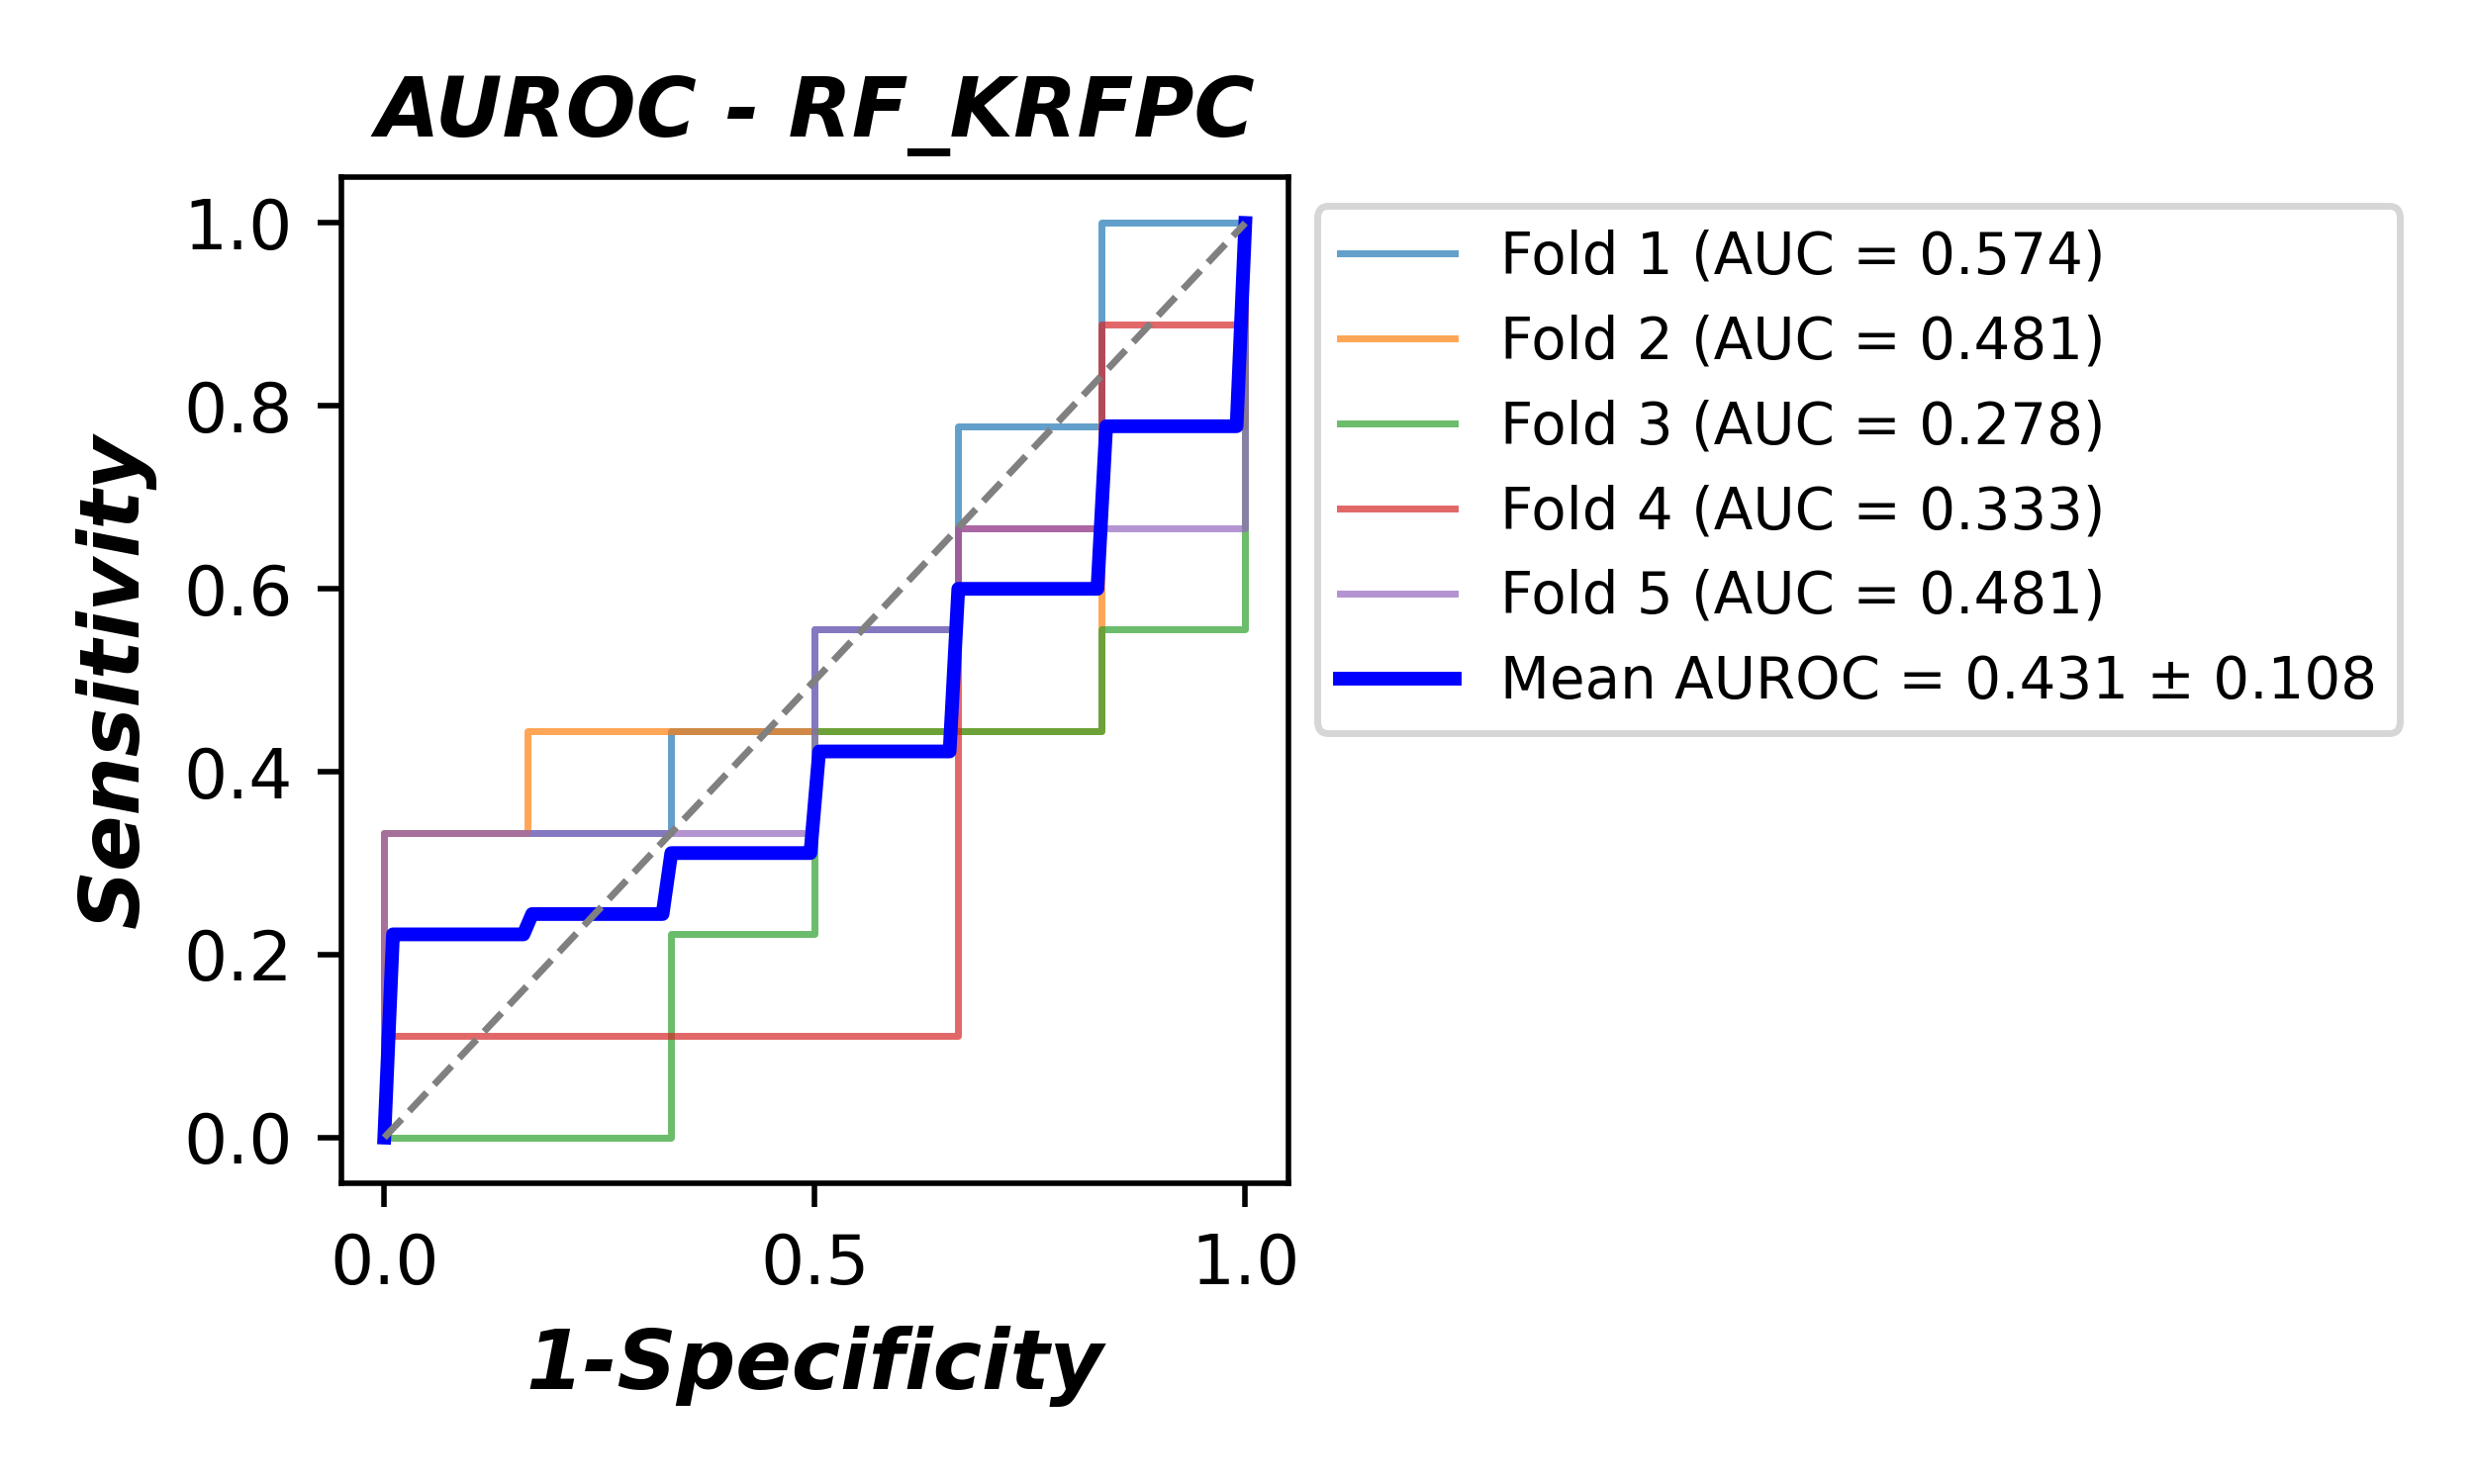 AUROC - RF_KRFPC
Sensitivity
1.0
0.8
0.6
0.4
0.2
0.0
0.0 0.5 1.0
1-Specificity
Fold 1 (AUC = 0.574)
Fold 2 (AUC = 0.481)
Fold 3 (AUC = 0.278)
Fold 4 (AUC = 0.333)
Fold 5 (AUC = 0.481)
Mean AUROC = 0.431 ± 0.108